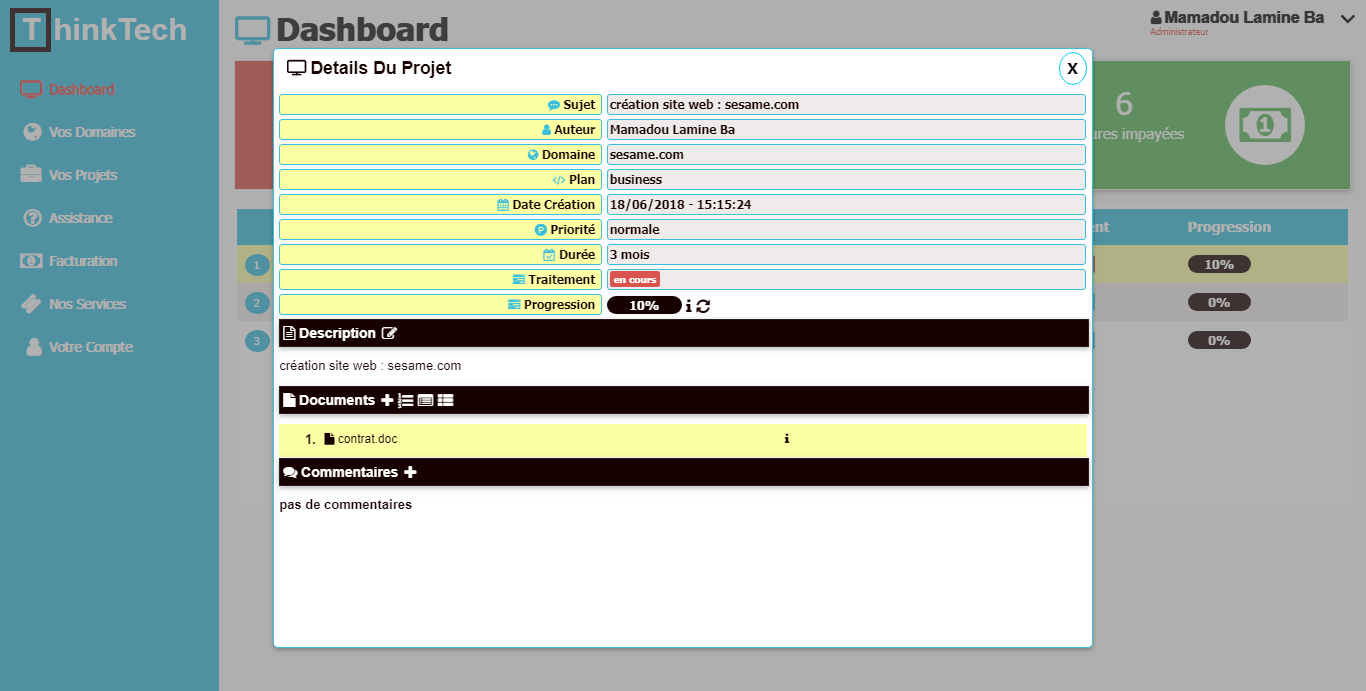 ThinkTech
Dashboard
Vos Domaines
Vos Projets
Assistance
Facturation
Nos Services
Votre Compte
Dashboard
Mamadou Lamine Ba
Administrateur
6
impayées
1
Progression
1
10%
2
0%
3
0%
Details Du Projet
X
Sujet création site web : sesame.com
Auteur Mamadou Lamine Ba
Domaine sesame.com
Plan business
Date Création 18/06/2018 - 15:15:24
Priorité normale
Durée 3 mois
Traitement en cours
Progression 10%
Description
création site web : sesame.com
Documents
1. contrat.doc
Commentaires
pas de commentaires